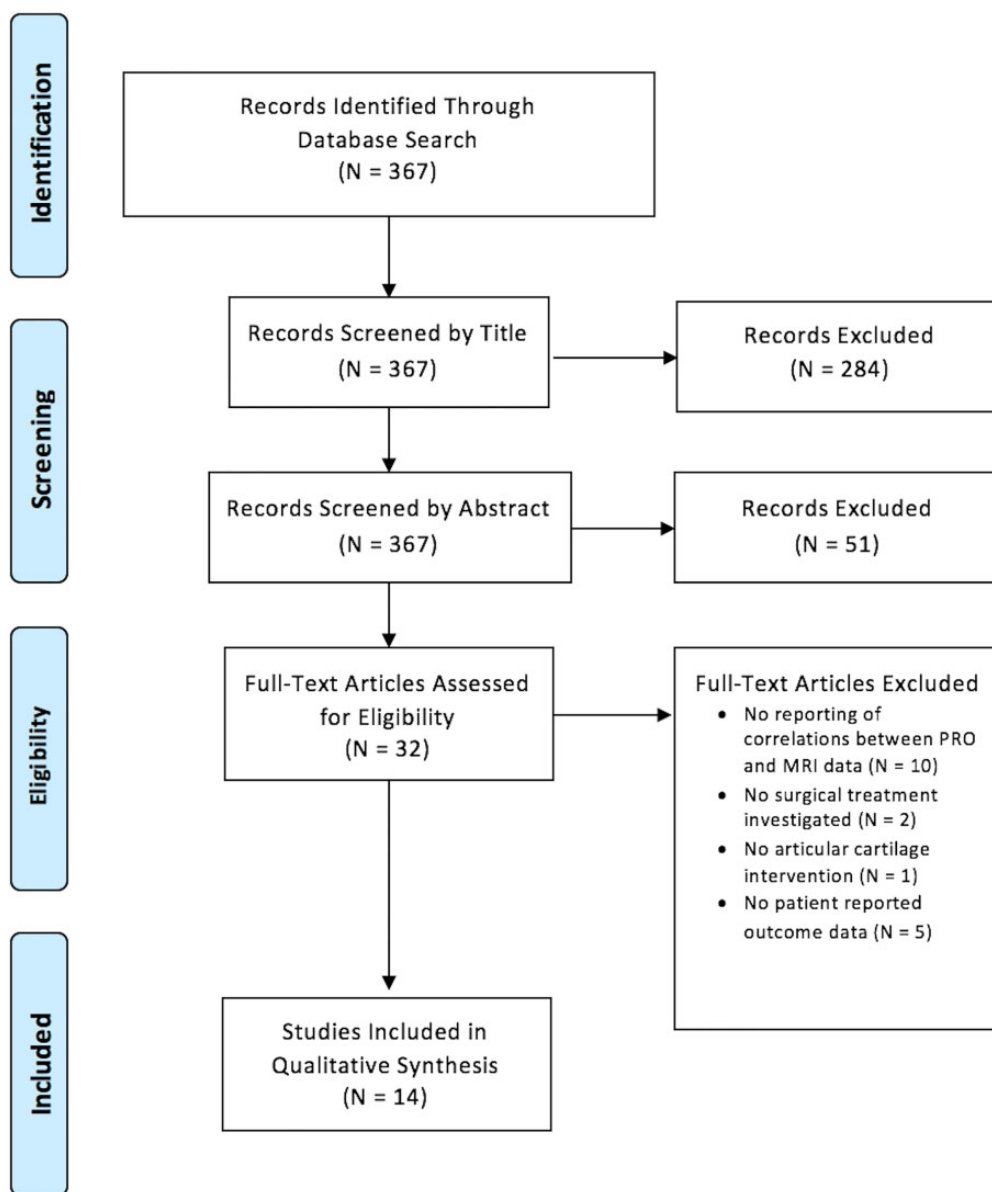 Identification
Records Identified Through
Database Search
(N = 367)
Screening
Records Screened by Title
(N = 367)
Records Excluded
(N = 284)
Records Screened by Abstract
(N = 367)
Records Excluded
(N = 51)
Eligibility
Full-Text Articles Assessed
for Eligibility
(N = 32)
Full-Text Articles Excluded
• No reporting of
correlations between PRO
and MRI data (N = 10)
• No surgical treatment
investigated (N = 2)
• No articular cartilage
intervention (N = 1)
• No patient reported
outcome data (N = 5)
Included
Studies Included in
Qualitative Synthesis
(N = 14)